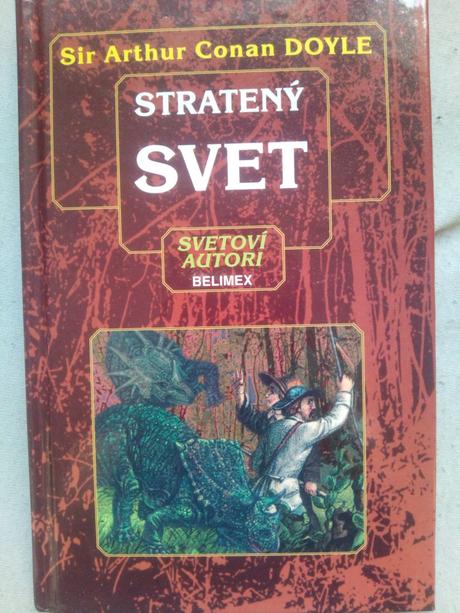 Sir Arthur Conan DOYLE
STRATENÝ
SVET
SVETOVÍ
AUTORI
BELIMEX